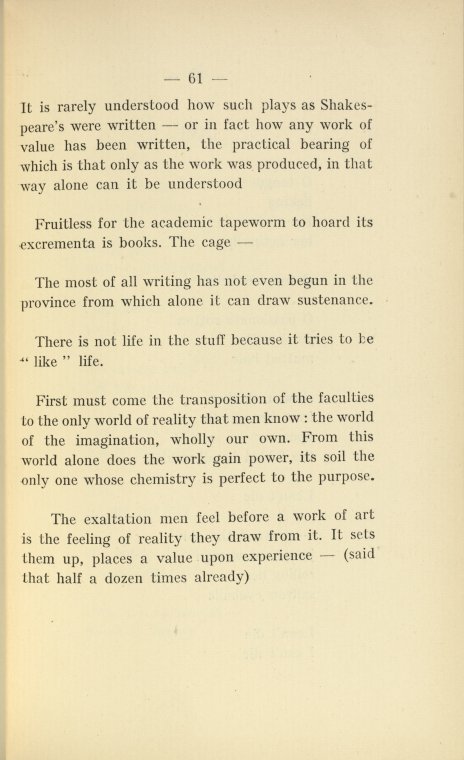 — 61 —
It is rarely understood how such plays as Shakes-
peare's were written — or in fact how any work of
value has been written, the practical bearing of
which is that only as the work was produced, in that
way alone can it be understood
Fruitless for the academic tapeworm to hoard its
excrementa is books. The cage —
The most of all writing has not even begun in the
province from which alone it can draw sustenance.
There is not life in the stuff because it tries to be
“ like ” life.
First must come the transposition of the faculties
to the only world of reality that men know : the world
of the imagination, wholly our own. From this
world alone does the work gain power, its soil the
only one whose chemistry is perfect to the purpose.
The exaltation men feel before a work of art
is the feeling of reality they draw from it. It sets
them up, places a value upon experience — (said
that half a dozen times already)